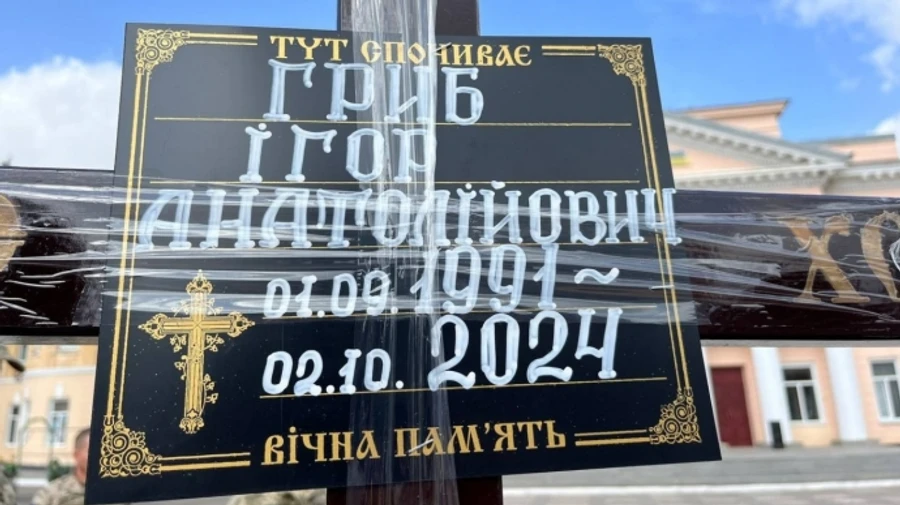 ТУТ СПОЧИВАЄ
ГРИБ
ІГОР
АНАТОЛІЙОВИЧ
01.09.1991~
02.10.2024
ВІЧНА ПАМ'ЯТЬ